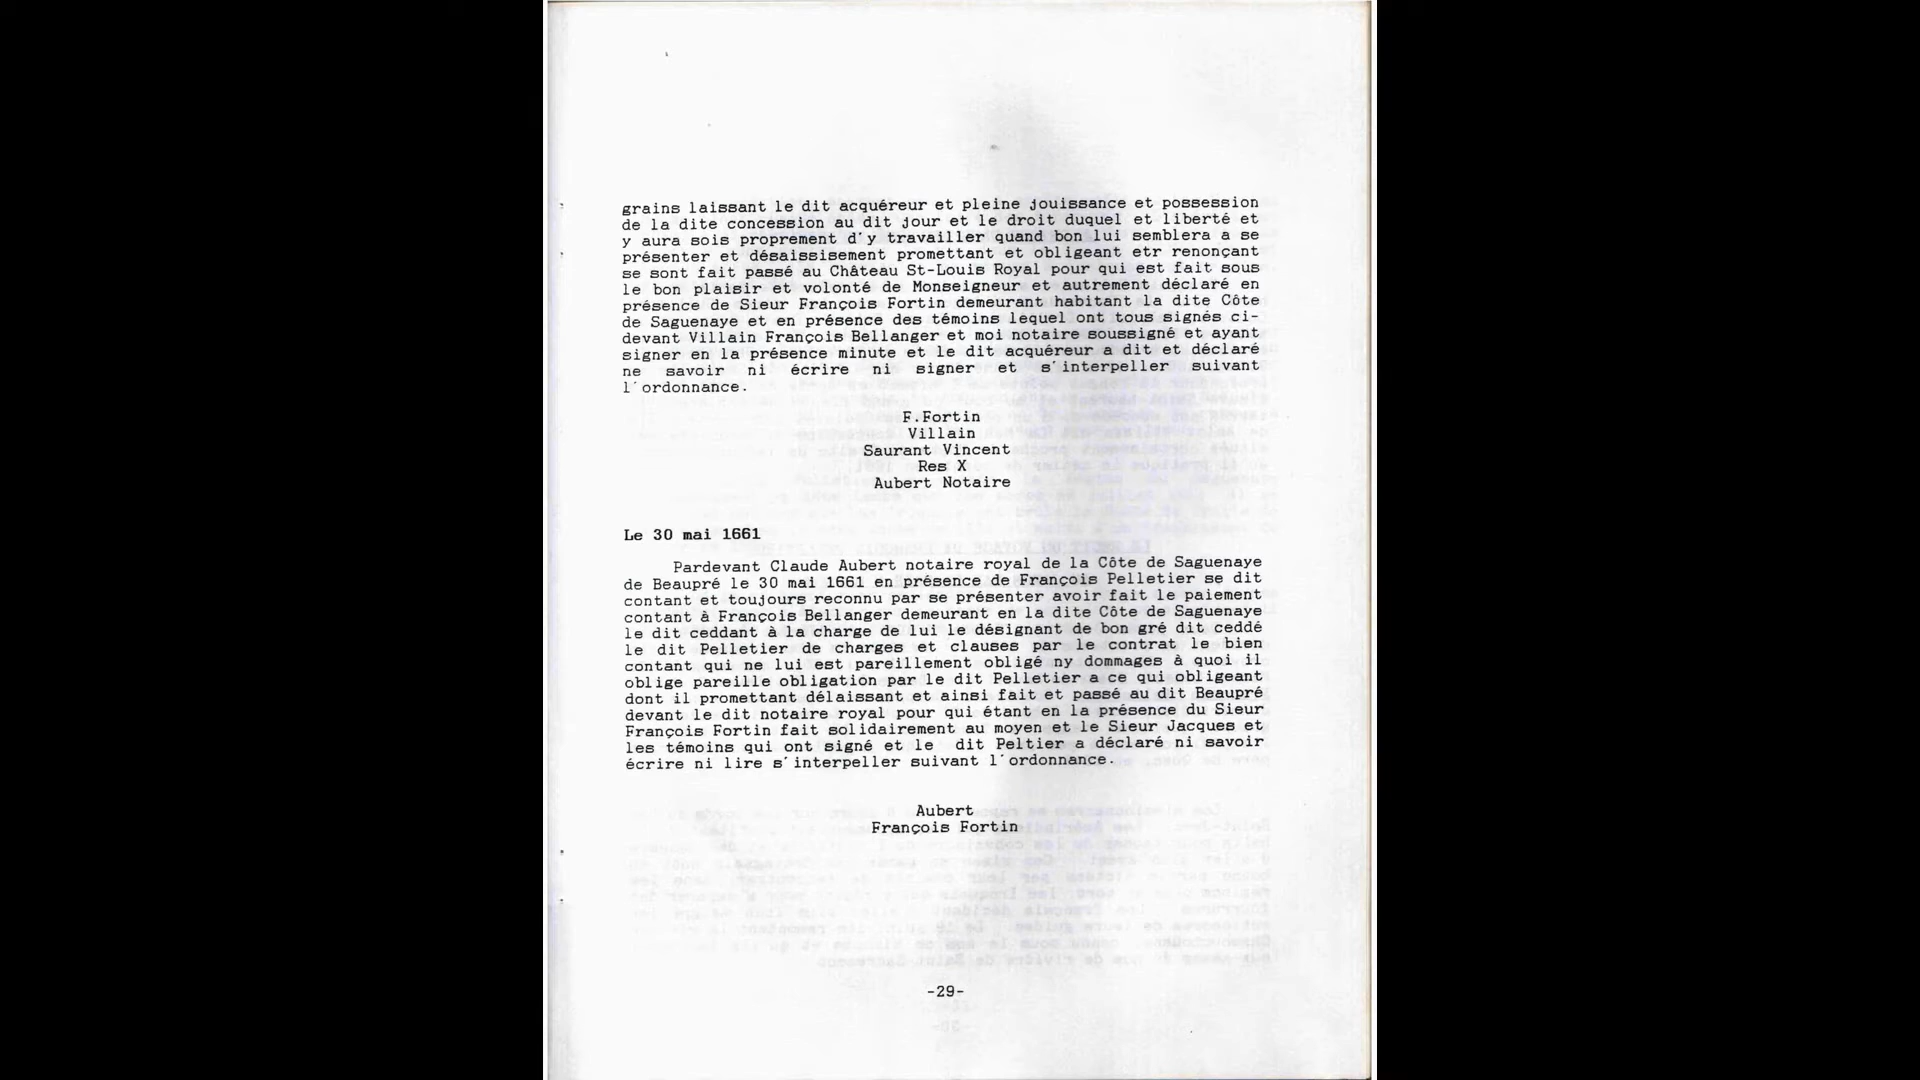 grains laissant le dit acquéreur et pleine jouissance et possession
de la dite concession au dit jour et le droit duquel et liberté et
y aura sois proprement d'y travailler quand bon lui semblera a se
présenter et désaissisement promettant et obligeant etr renonçant
se sont fait passé au Château St-Louis Royal pour qui est fait sous
le bon plaisir et volonté de Monseigneur et autrement déclaré en
présence de Sieur François Fortin demeurant habitant la dite Côte
de Saguenaye et en présence des témoins lequel ont tous signés ci-
devant Villain François Bellanger et moi notaire soussigné et ayant
signer en la présence minute et le dit acquéreur a dit et déclaré
ne savoir ni écrire ni signer et s'interpeller suivant
l'ordonnance.
F.Fortin
Villain
Saurant Vincent
Res X
Aubert Notaire
Le 30 mai 1661
Pardevant Claude Aubert notaire royal de la Côte de Saguenaye
de Beaupré le 30 mai 1661 en présence de François Pelletier se dit
contant et toujours reconnu par se présenter avoir fait le paiement
contant à François Bellanger demeurant en la dite Côte de Saguenaye
le dit ceddant à la charge de lui le désignant de bon gré dit ceddé
le dit Pelletier de charges et clauses par le contrat le bien
contant qui ne lui est pareillement obligé ny dommages à quoi il
oblige pareille obligation par le dit Pelletier a ce qui obligeant
dont il promettant délaissant et ainsi fait et passé au dit Beaupré
devant le dit notaire royal pour qui étant en la présence du Sieur
François Fortin fait solidairement au moyen et le Sieur Jacques et
les témoins qui ont signé et le dit Peltier a déclaré ni savoir
écrire ni lire s'interpeller suivant l'ordonnance.
Aubert
François Fortin
-29-